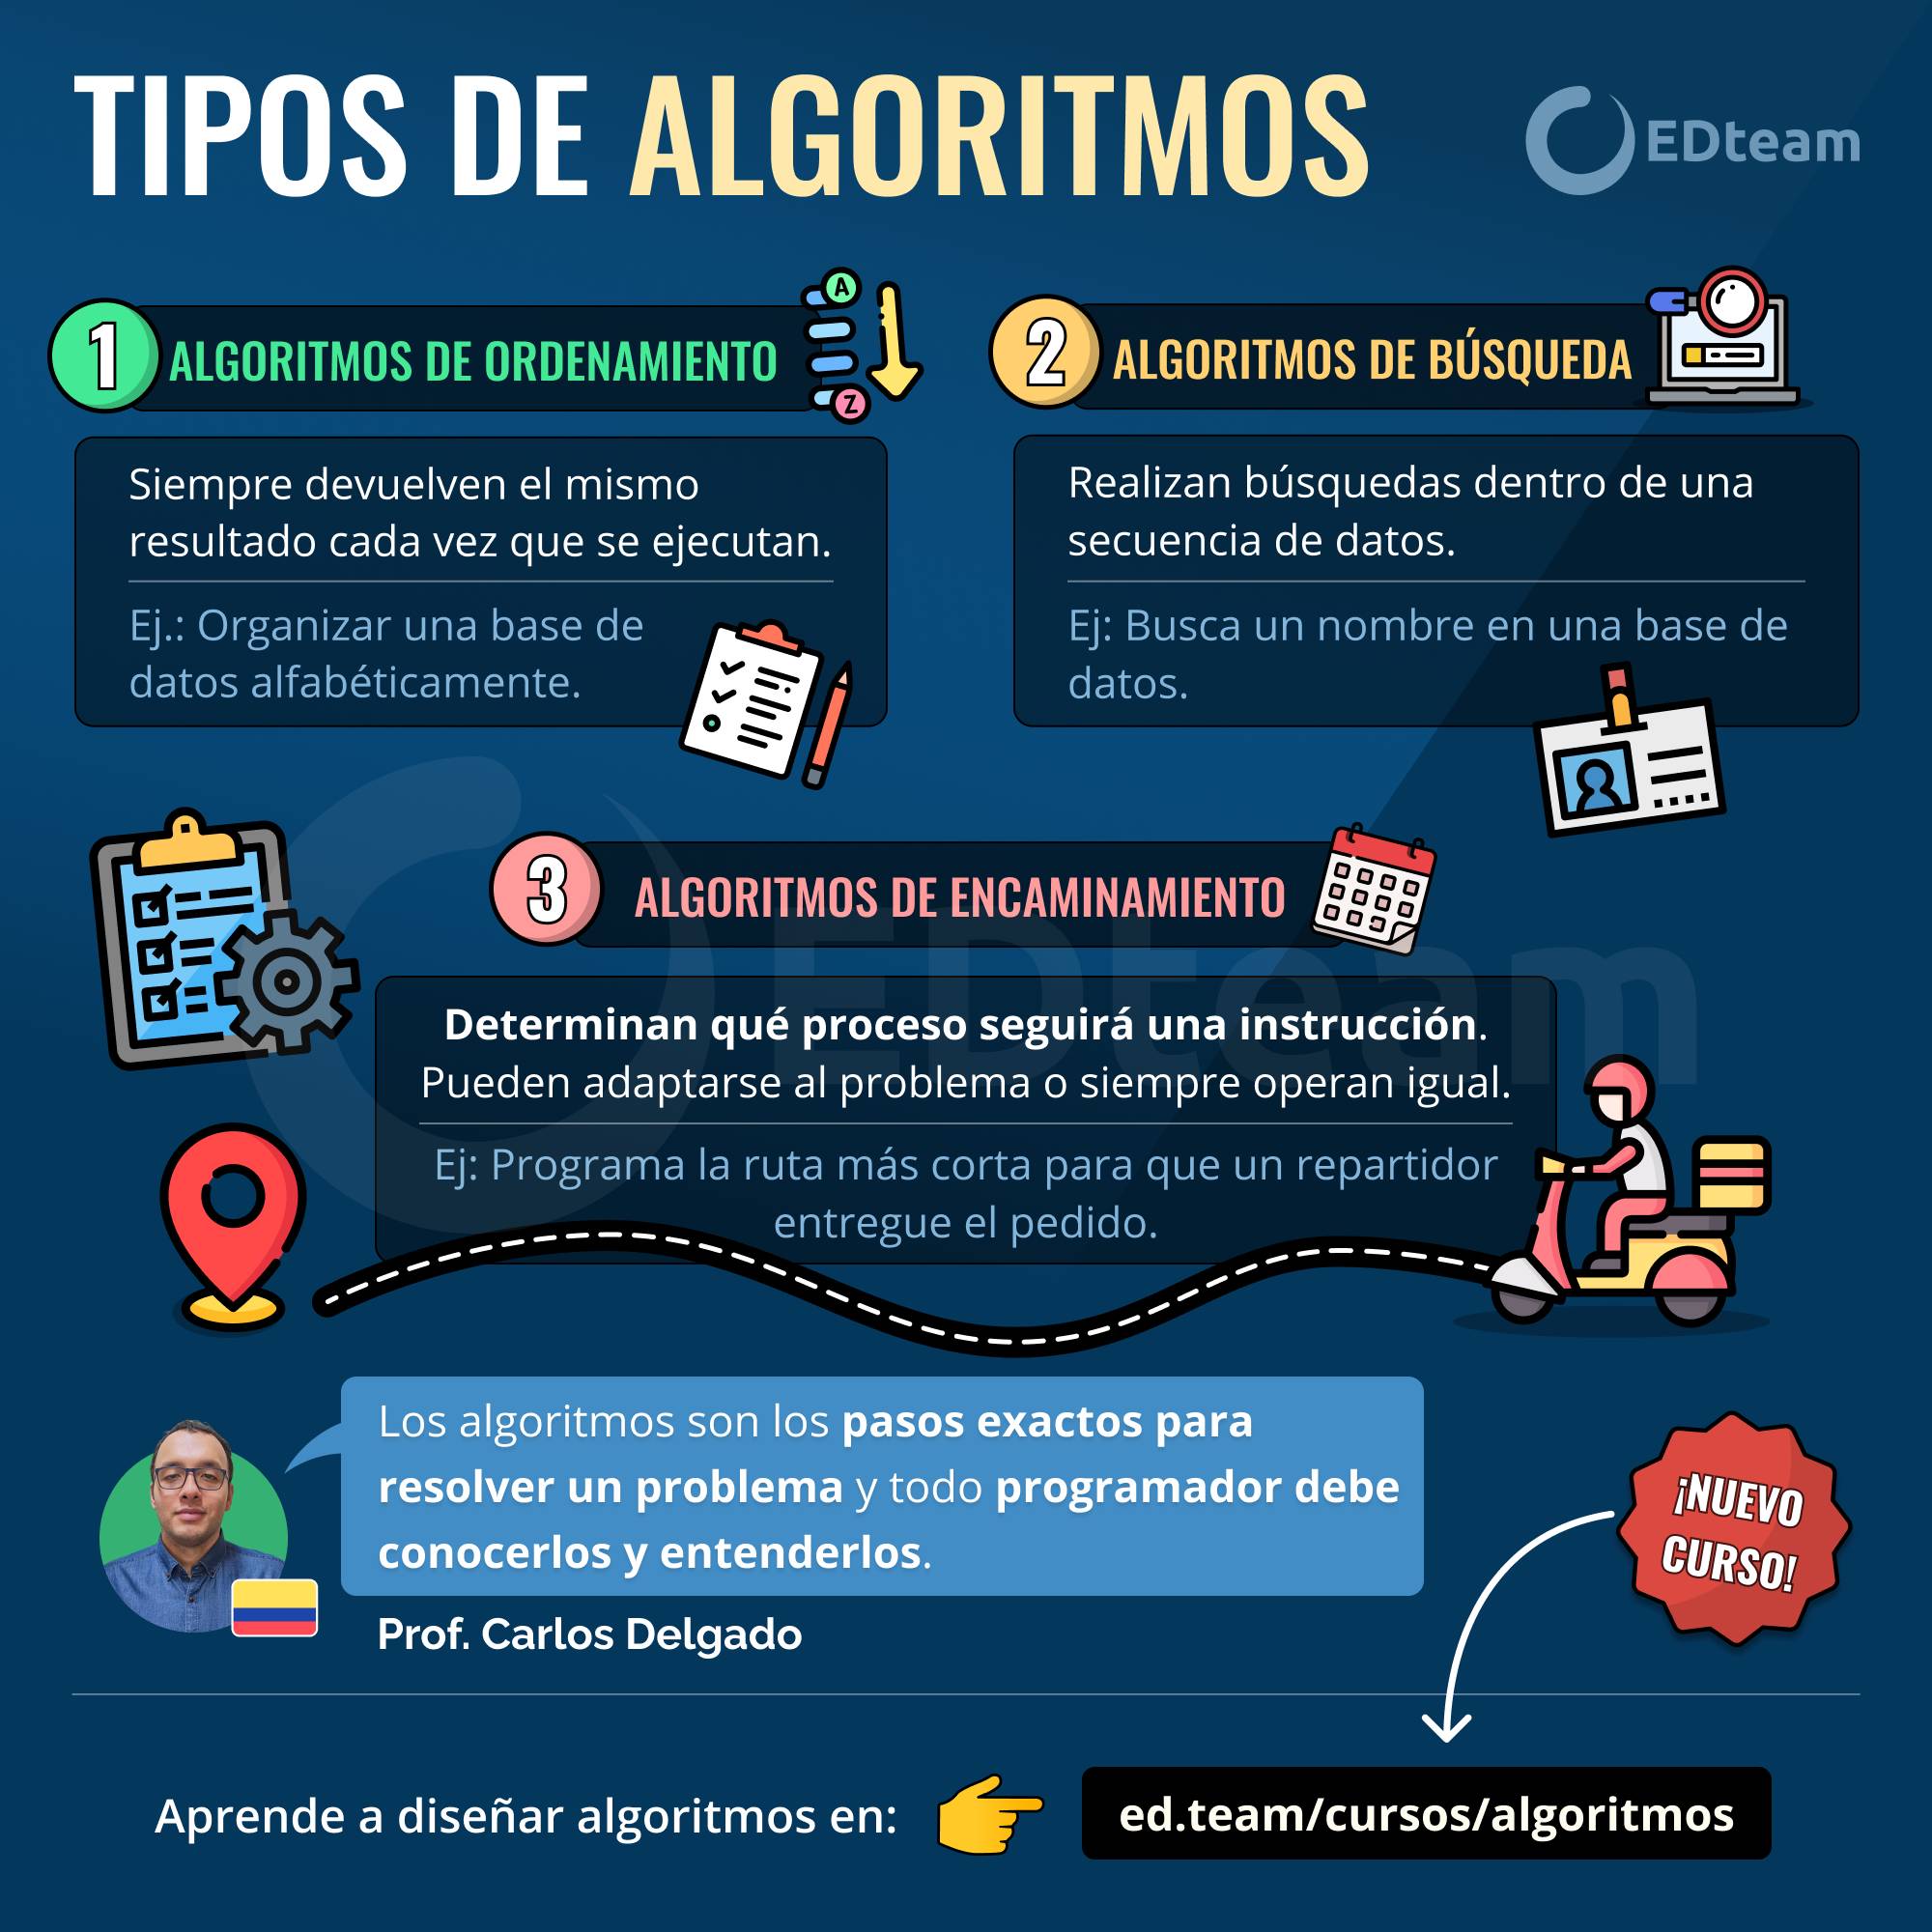 TIPOS DE ALGORITMOS
EDteam
1
ALGORITMOS DE ORDENAMIENTO
A
Z
Siempre devuelven el mismo
resultado cada vez que se ejecutan.
Ej.: Organizar una base de
datos alfabéticamente.
2
ALGORITMOS DE BÚSQUEDA
Realizan búsquedas dentro de una
secuencia de datos.
Ej: Busca un nombre en una base de
datos.
3
ALGORITMOS DE ENCAMINAMIENTO
EDteam
Determinan qué proceso seguirá una instrucción.
Pueden adaptarse al problema o siempre operan igual.
Ej: Programa la ruta más corta para que un repartidor
entregue el pedido.
Los algoritmos son los pasos exactos para
resolver un problema y todo programador debe
conocerlos y entenderlos.
Prof. Carlos Delgado
¡NUEVO
CURSO!
Aprende a diseñar algoritmos en:
ed.team/cursos/algoritmos